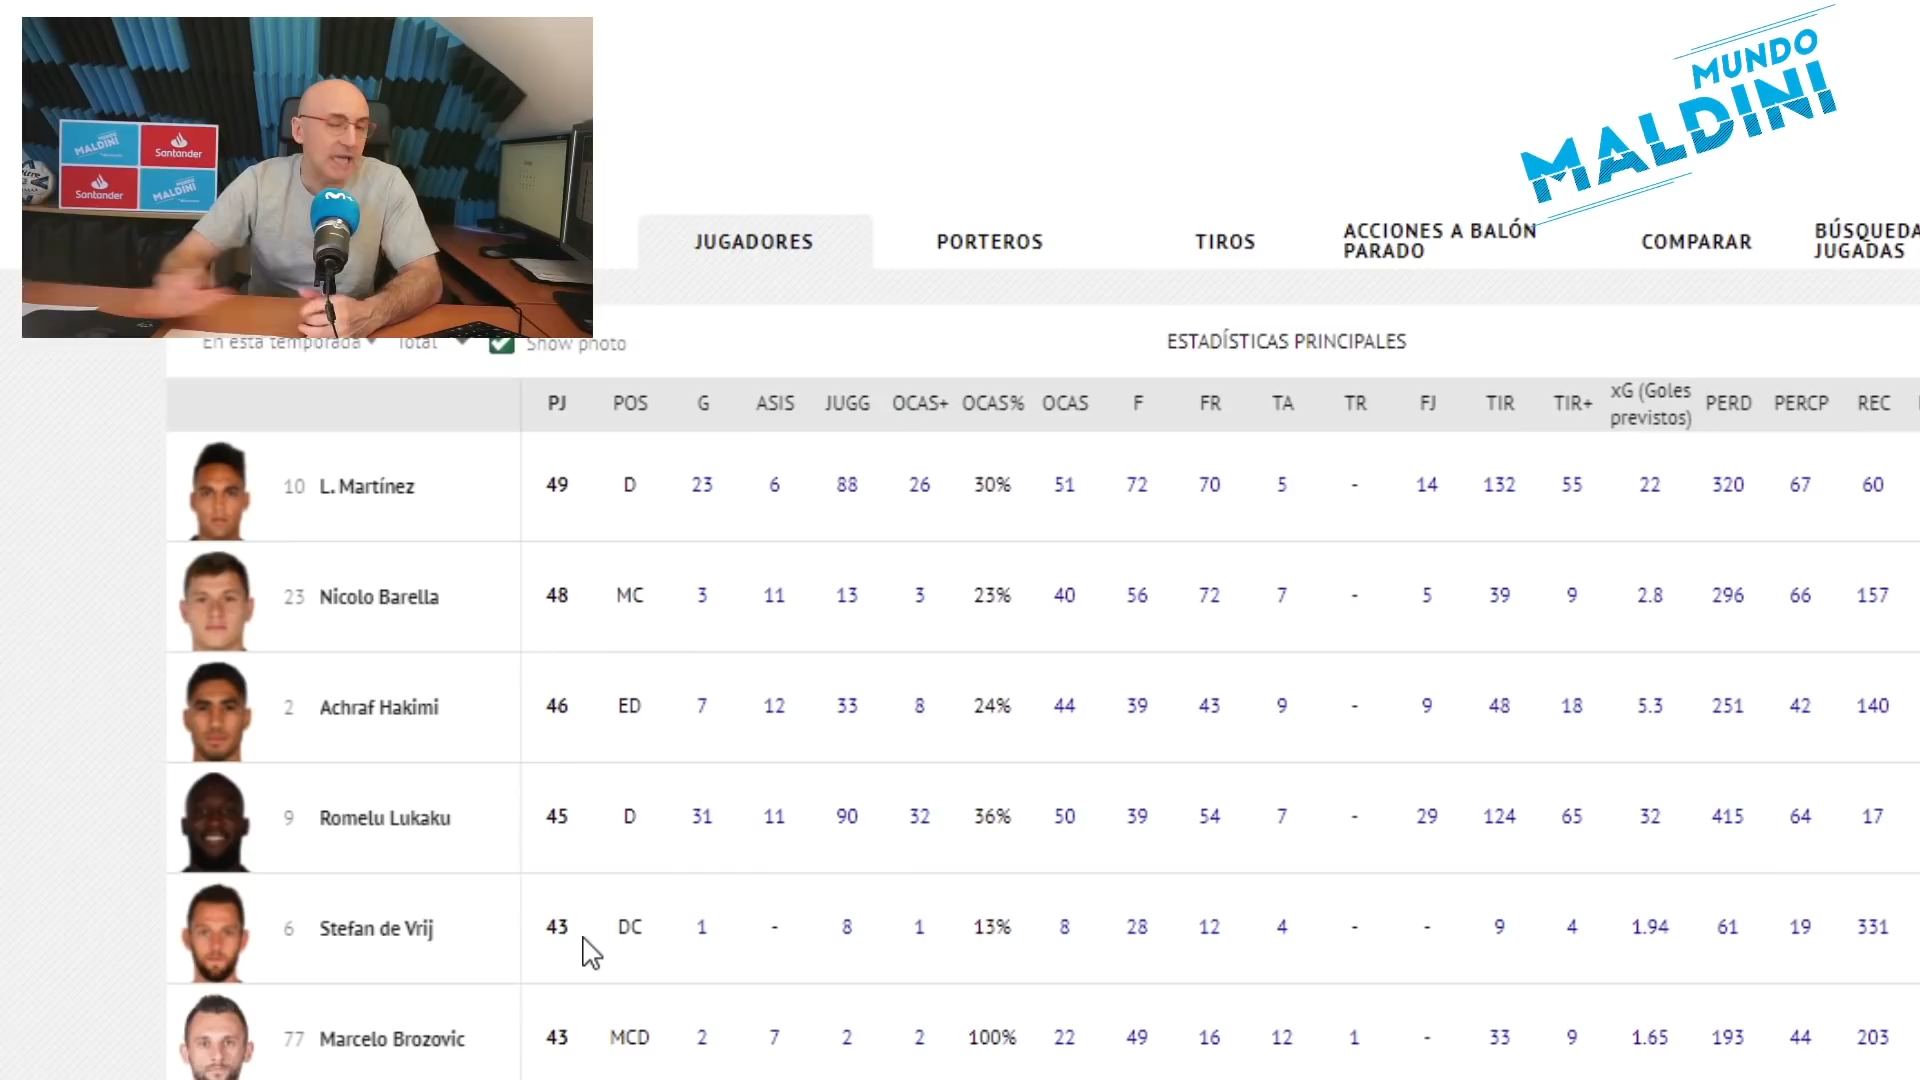 MUNDO
MALDINI
MALDINI
Santander
Santander
MALDINI
JUGADORES
PORTEROS
TIROS
ACCIONES A BALÓN
PARADO
COMPARAR
BÚSQUEDA
JUGADAS
En esta temporada Total Show photo
ESTADÍSTICAS PRINCIPALES
PJ POS G ASIS JUGG OCAS+ OCAS% OCAS F FR TA TR FJ TIR TIR+ xG (Goles previstos) PERD PERCP REC
10 L. Martínez 49 D 23 6 88 26 30% 51 72 70 5 - 14 132 55 22 320 67 60
23 Nicolo Barella 48 MC 3 11 13 3 23% 40 56 72 7 - 5 39 9 2.8 296 66 157
2 Achraf Hakimi 46 ED 7 12 33 8 24% 44 39 43 9 - 9 48 18 5.3 251 42 140
9 Romelu Lukaku 45 D 31 11 90 32 36% 50 39 54 7 - 29 124 65 32 415 64 17
6 Stefan de Vrij 43 DC 1 - 8 1 13% 8 28 12 4 - - 9 4 1.94 61 19 331
77 Marcelo Brozovic 43 MCD 2 7 2 2 100% 22 49 16 12 1 - 33 9 1.65 193 44 203